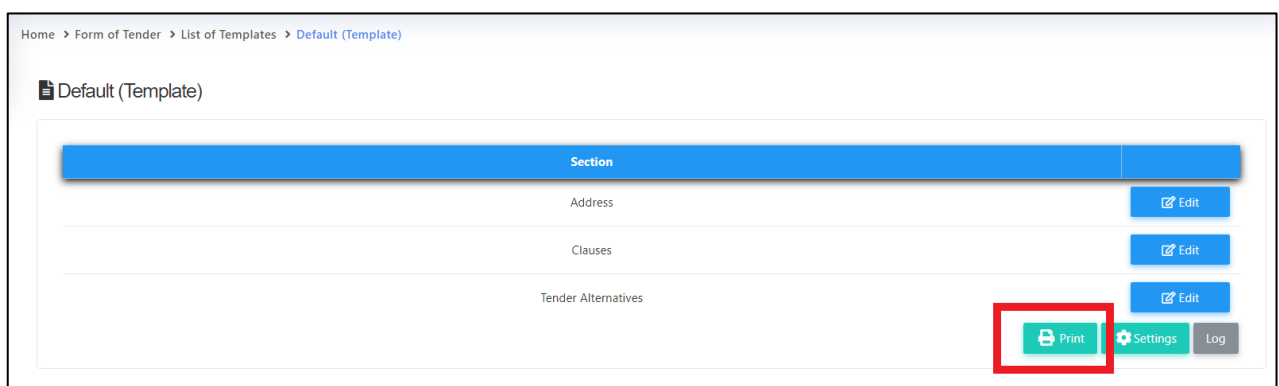 Home > Form of Tender > List of Templates > Default (Template)
Default (Template)
Section
Address Edit
Clauses Edit
Tender Alternatives Edit
Print Settings Log